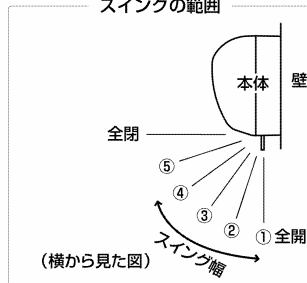 スイングの範囲
本体
壁
全閉
⑤
④
③
②
① 全開
スイング幅
（横から見た図）